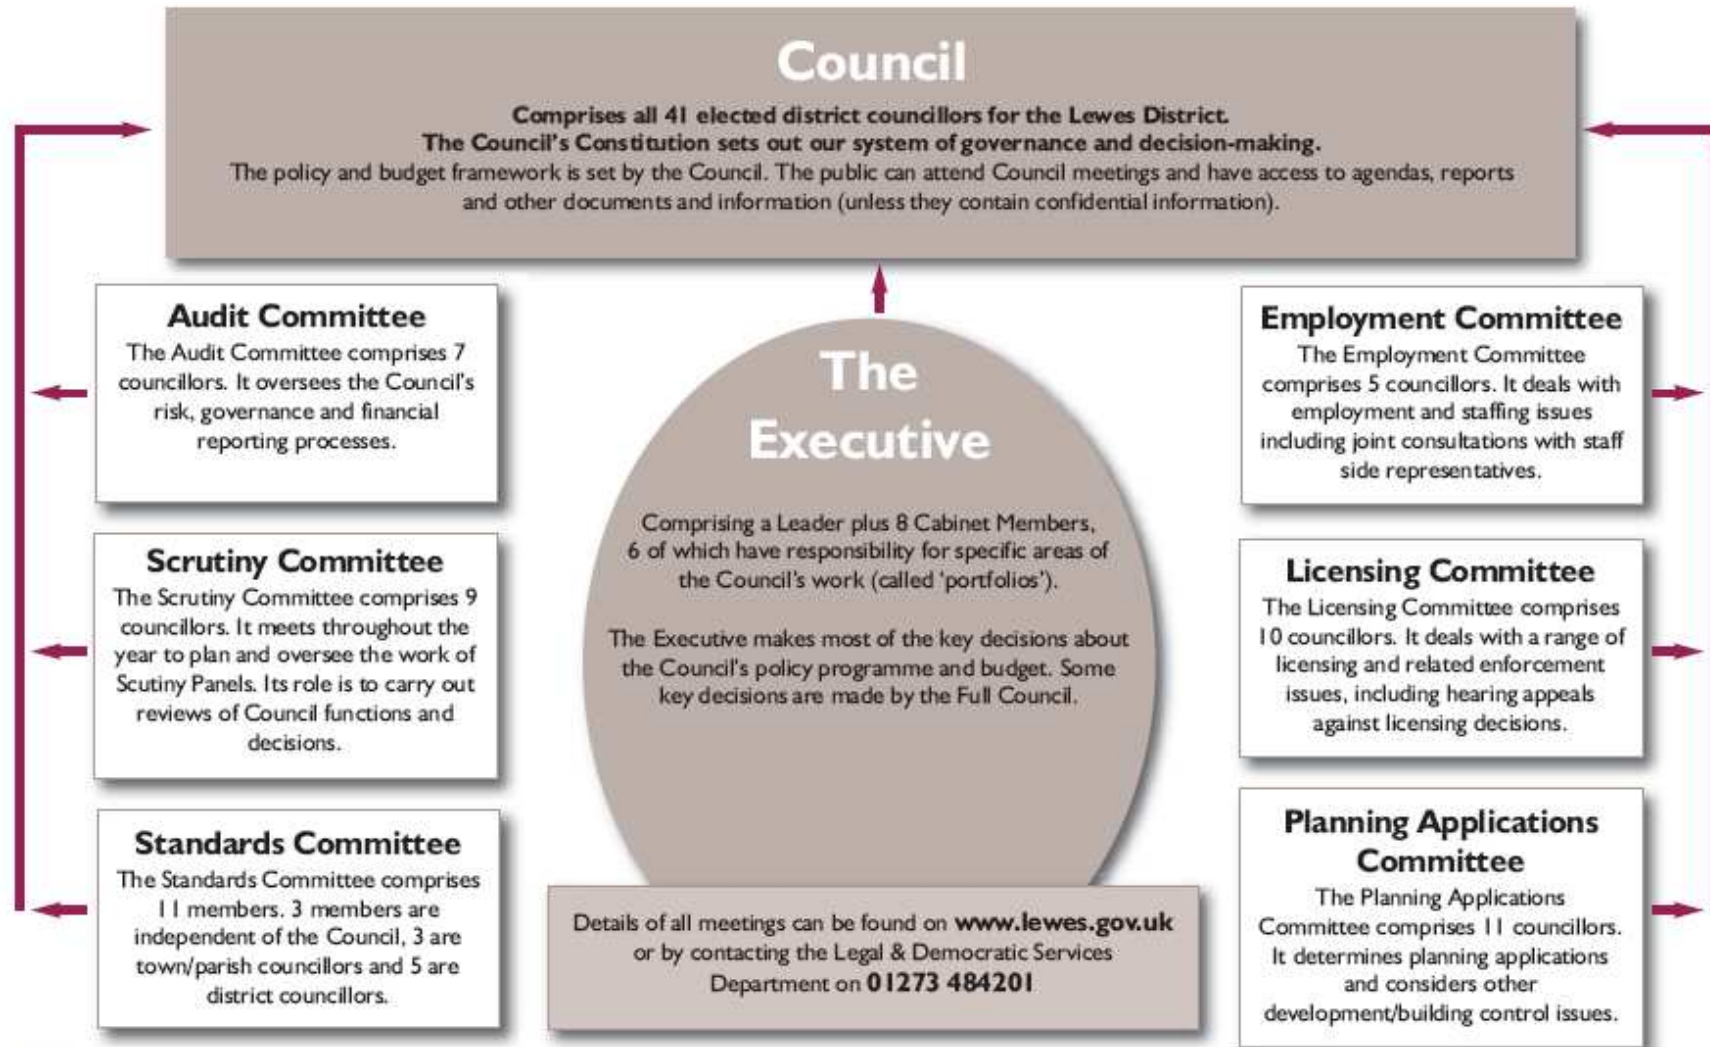 Council
Comprises all 41 elected district councillors for the Lewes District.
The Council's Constitution sets out our system of governance and decision-making.
The policy and budget framework is set by the Council. The public can attend Council meetings and have access to agendas, reports
and other documents and information (unless they contain confidential information).
Audit Committee
The Audit Committee comprises 7
councillors. It oversees the Council's
risk, governance and financial
reporting processes.
Scrutiny Committee
The Scrutiny Committee comprises 9
councillors. It meets throughout the
year to plan and oversee the work of
Scutiny Panels. Its role is to carry out
reviews of Council functions and
decisions.
Standards Committee
The Standards Committee comprises
11 members. 3 members are
independent of the Council, 3 are
town/parish councillors and 5 are
district councillors.
The
Executive
Comprising a Leader plus 8 Cabinet Members,
6 of which have responsibility for specific areas of
the Council's work (called 'portfolios').
The Executive makes most of the key decisions about
the Council's policy programme and budget. Some
key decisions are made by the Full Council.
Details of all meetings can be found on www.lewes.gov.uk
or by contacting the Legal & Democratic Services
Department on 01273 484201
Employment Committee
The Employment Committee
comprises 5 councillors. It deals with
employment and staffing issues
including joint consultations with staff
side representatives.
Licensing Committee
The Licensing Committee comprises
10 councillors. It deals with a range of
licensing and related enforcement
issues, including hearing appeals
against licensing decisions.
Planning Applications
Committee
The Planning Applications
Committee comprises 11 councillors.
It determines planning applications
and considers other
development/building control issues.